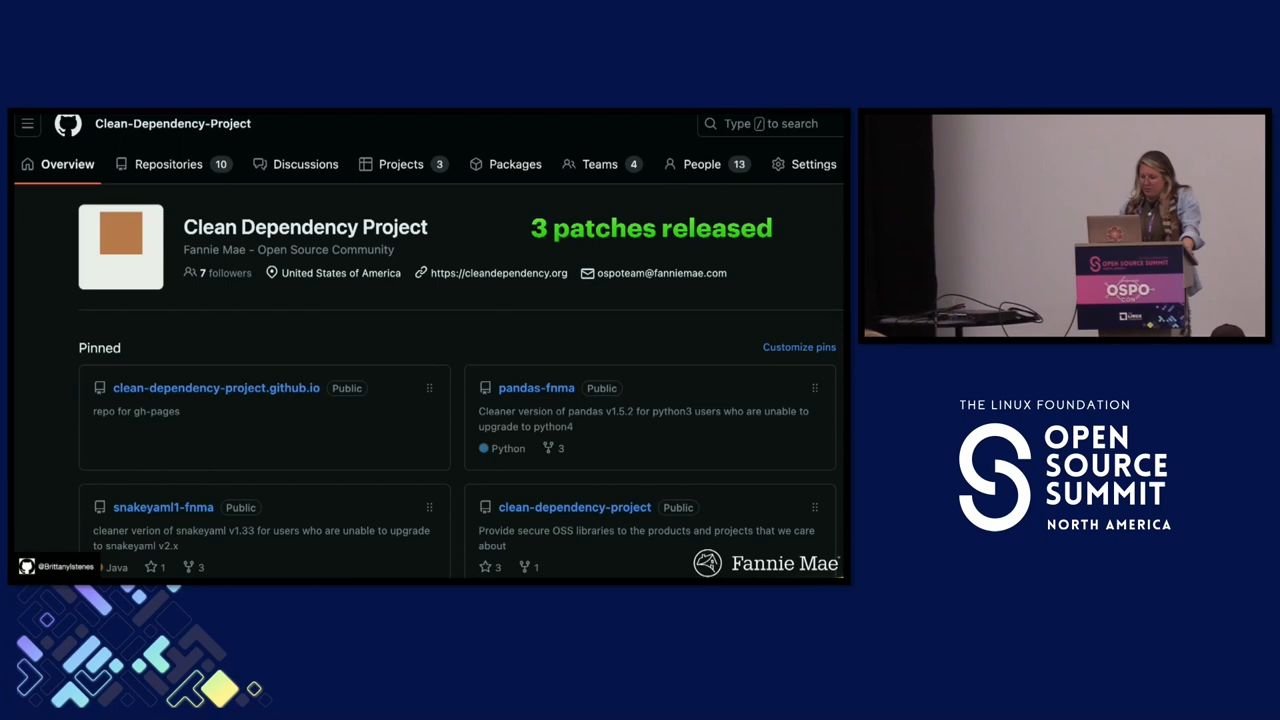 Clean-Dependency-Project
Type / to search
Overview
Repositories 10
Discussions
Projects 3
Packages
Teams 4
People 13
Settings
Clean Dependency Project
3 patches released
Fannie Mae - Open Source Community
7 followers
United States of America
https://cleandependency.org
ospoteam@fanniemae.com
Pinned
Customize pins
clean-dependency-project.github.io Public
repo for gh-pages
pandas-fnma Public
Cleaner version of pandas v1.5.2 for python3 users who are unable to
upgrade to python4
Python 3
snakeyaml1-fnma Public
cleaner verion of snakeyaml v1.33 for users who are unable to upgrade
to snakeyaml v2.x
Java 1 3
clean-dependency-project Public
Provide secure OSS libraries to the products and projects that we care
about
3 1
@BrittanyIstenes
Fannie Mae
OPEN SOURCE SUMMIT
OSPO
CON
THE LINUX FOUNDATION
OPEN
SOURCE
SUMMIT
NORTH AMERICA